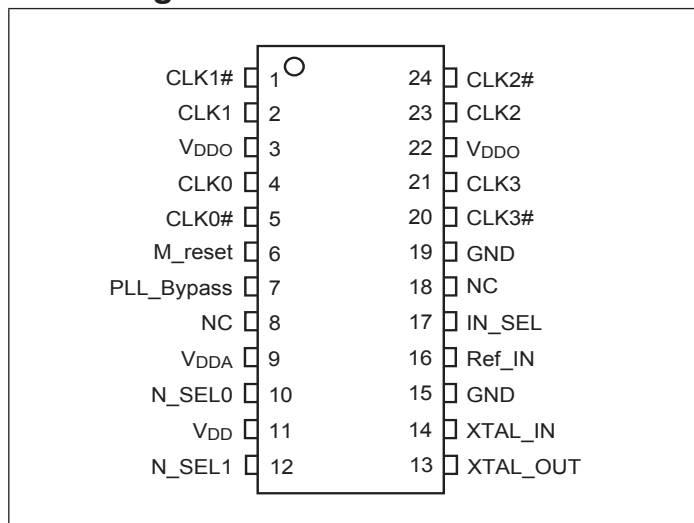 CLK1# 1 24 CLK2#
CLK1 2 23 CLK2
VDDO 3 22 VDDO
CLK0 4 21 CLK3
CLK0# 5 20 CLK3#
M_reset 6 19 GND
PLL_Bypass 7 18 NC
NC 8 17 IN_SEL
VDDA 9 16 Ref_IN
N_SEL0 10 15 GND
VDD 11 14 XTAL_IN
N_SEL1 12 13 XTAL_OUT